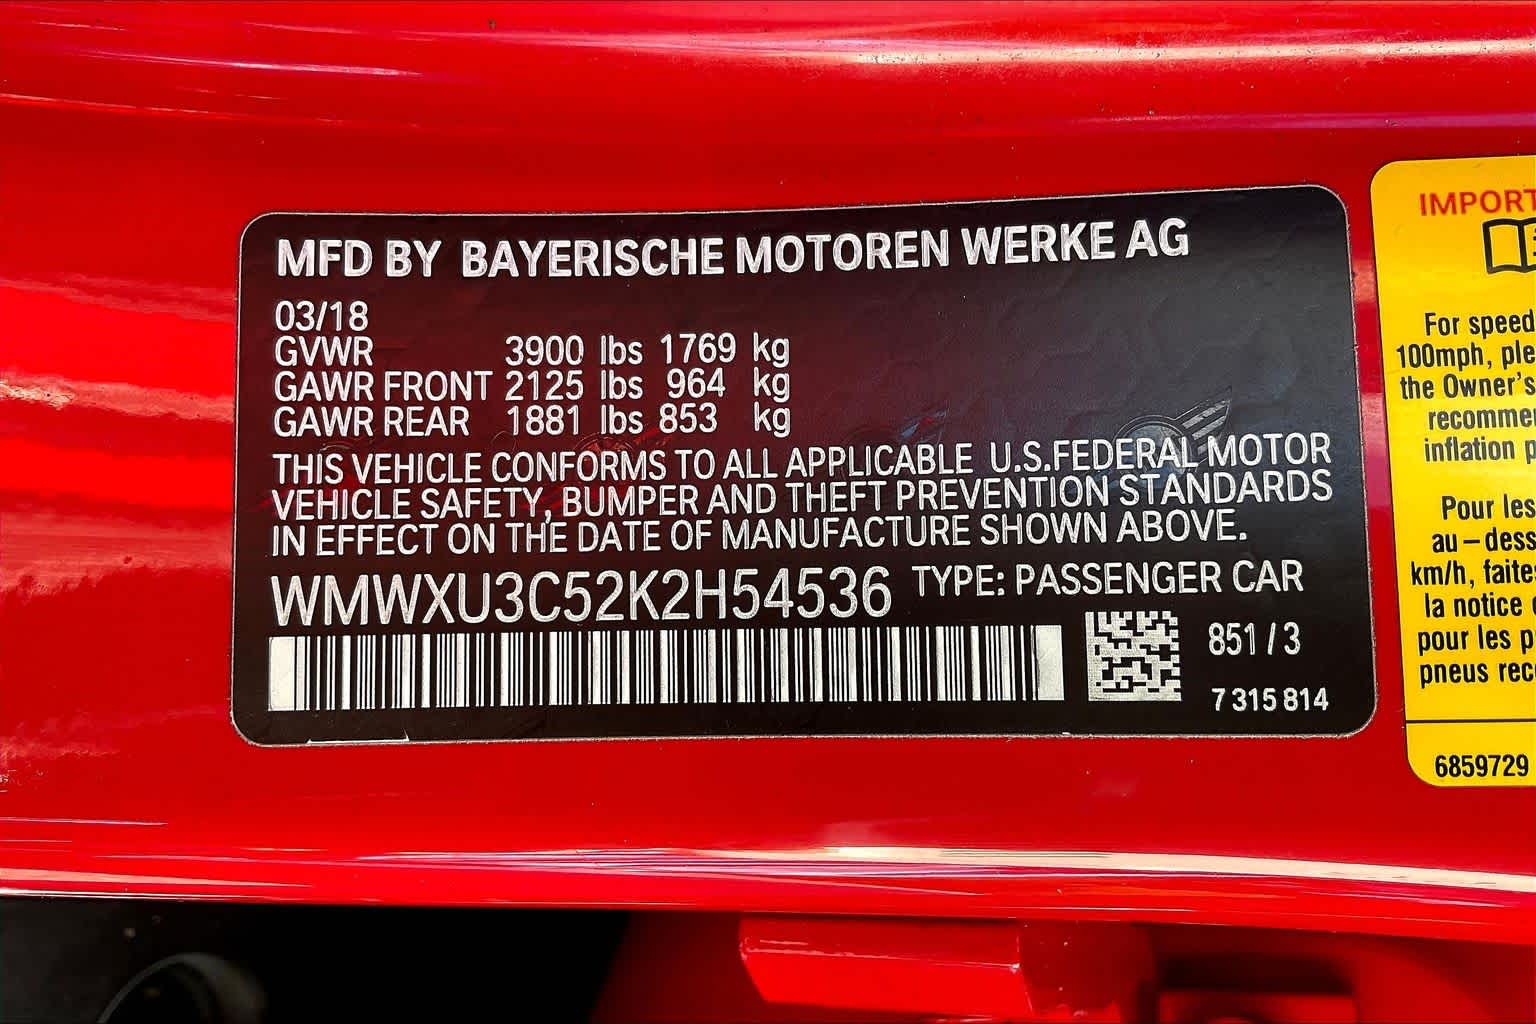 MFD BY BAYERISCHE MOTOREN WERKE AG
03/18
GVWR 3900 lbs 1769 kg
GAWR FRONT 2125 lbs 964 kg
GAWR REAR 1881 lbs 853 kg
THIS VEHICLE CONFORMS TO ALL APPLICABLE U.S.FEDERAL MOTOR
VEHICLE SAFETY, BUMPER AND THEFT PREVENTION STANDARDS
IN EFFECT ON THE DATE OF MANUFACTURE SHOWN ABOVE.
WMWXU3C52K2H54536 TYPE: PASSENGER CAR
851 / 3
7 315 814
IMPORT
For speed
100mph, ple
the Owner's
recomme
inflation p
Pour les
au – dess
km/h, faites
la notice
pour les p
pneus rec
6859729